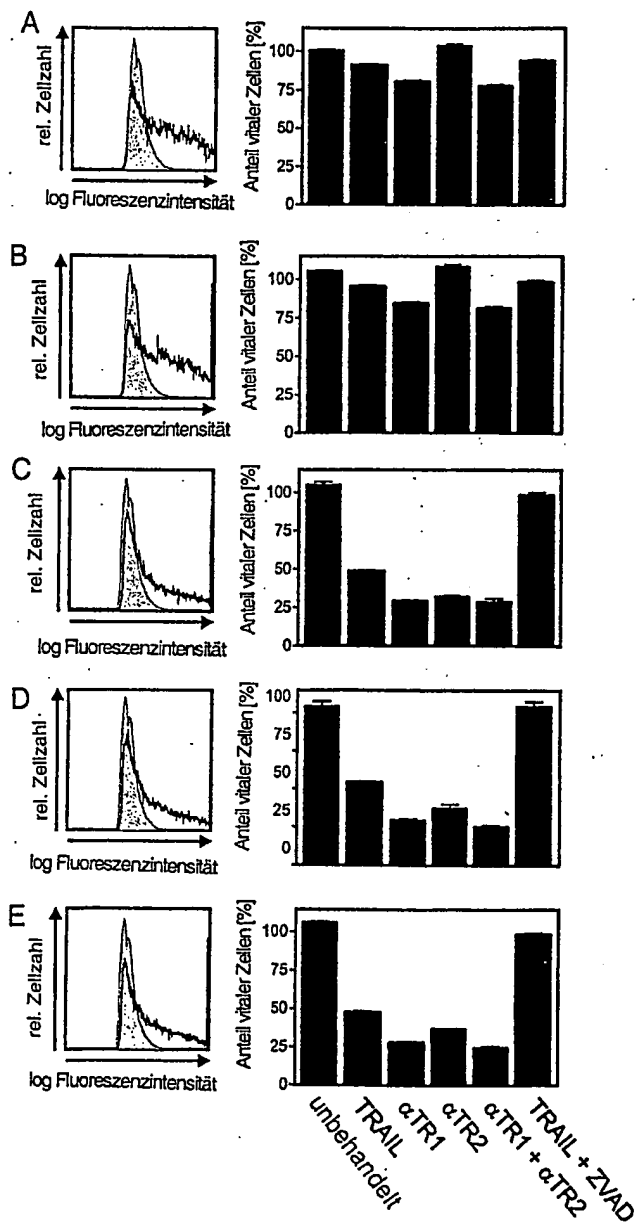 A
rel. Zellzahl
log Fluoreszenzintensität
Anteil vitaler Zellen [%]
100
75
50
25
0
B
rel. Zellzahl
log Fluoreszenzintensität
Anteil vitaler Zellen [%]
100
75
50
25
0
C
rel. Zellzahl
log Fluoreszenzintensität
Anteil vitaler Zellen [%]
100
75
50
25
0
D
rel. Zellzahl
log Fluoreszenzintensität
Anteil vitaler Zellen [%]
100
75
50
25
0
E
rel. Zellzahl
log Fluoreszenzintensität
Anteil vitaler Zellen [%]
100
50
25
0
unbehandelt
TRAIL
αTR1
αTR2
αTR1 + αTR2
TRAIL + ZVAD